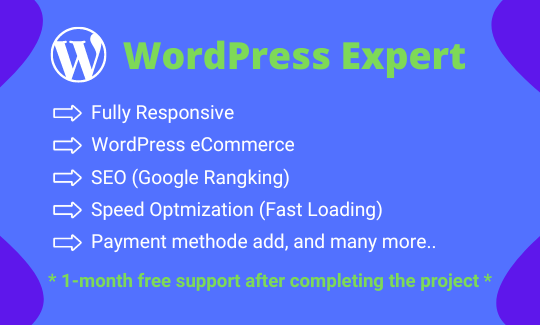 WordPress Expert
Fully Responsive
WordPress eCommerce
SEO (Google Rangking)
Speed Optmization (Fast Loading)
Payment methode add, and many more..
* 1-month free support after completing the project *